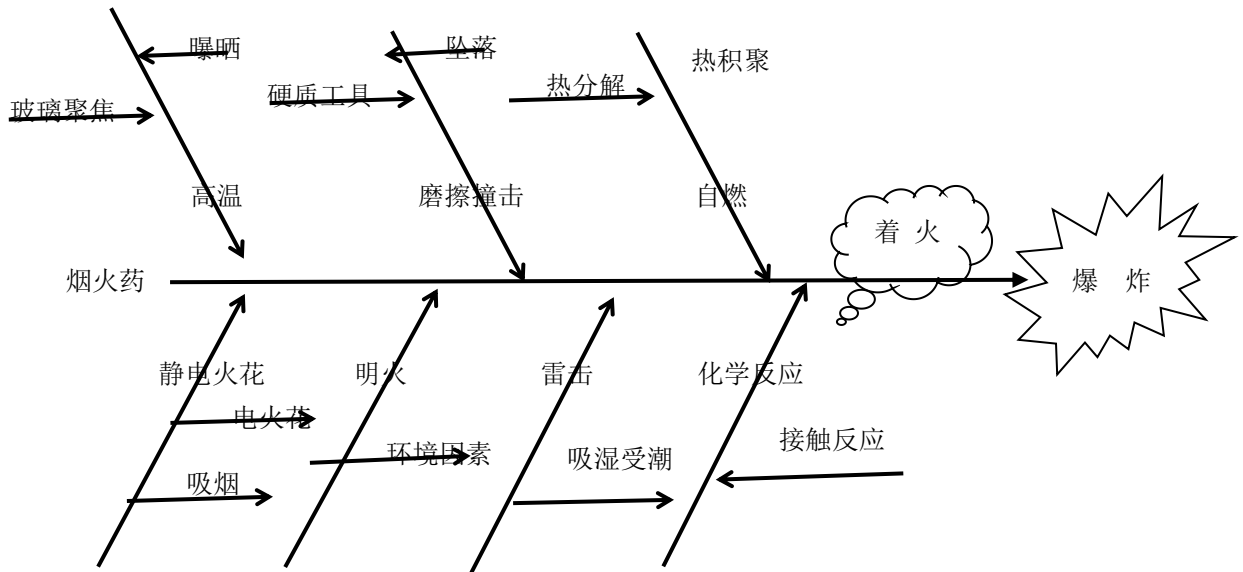 曝晒
坠落
热积聚
玻璃聚焦
硬质工具
热分解
高温
磨擦撞击
自燃
着 火
烟火药
爆 炸
静电火花
明火
雷击
化学反应
电火花
环境因素
接触反应
吸烟
吸湿受潮